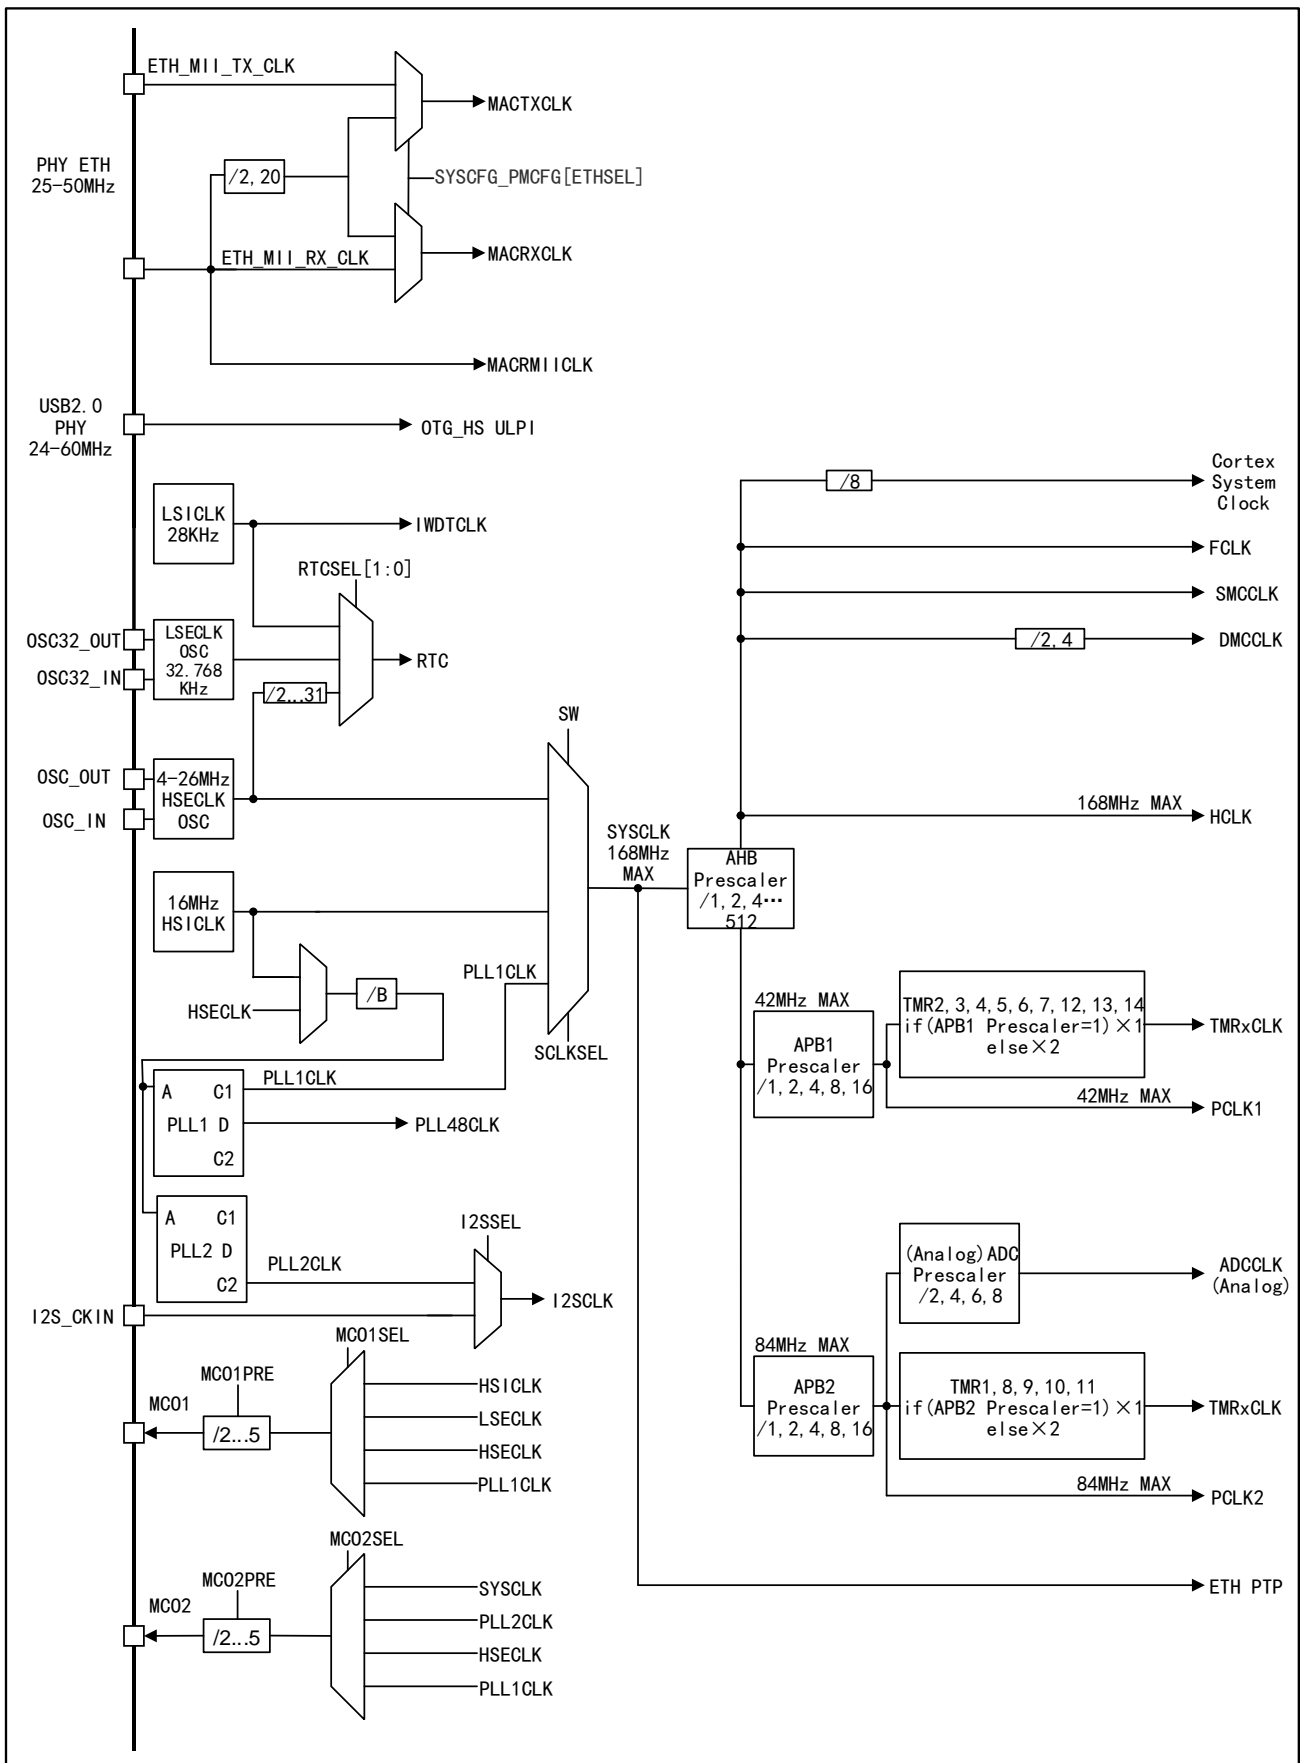 ETH_MII_TX_CLK
MACTXCLK
PHY ETH
25-50MHz
/2, 20
SYSCFG_PMCFG[ETHSEL]
ETH_MII_RX_CLK
MACRXCLK
MACRMIICLK
USB2.0
PHY
24-60MHz
OTG_HS ULPI
LSICLK
28KHz
IWDTCLK
RTCSEL[1:0]
OSC32_OUT
OSC32_IN
LSECLK
OSC
32.768
KHz
RTC
/2...31
OSC_OUT
OSC_IN
4-26MHz
HSECLK
OSC
16MHz
HSICLK
HSECLK
/B
SW
PLL1CLK
SCLKSEL
SYSCLK
168MHz
MAX
AHB
Prescaler
/1, 2, 4…
512
/8
Cortex
System
Clock
FCLK
SMCCLK
/2, 4
DMCCLK
168MHz MAX
HCLK
A C1
PLL1 D
C2
PLL1CLK
PLL48CLK
A C1
PLL2 D
C2
PLL2CLK
I2SSEL
I2SCLK
I2S_CKIN
42MHz MAX
APB1
Prescaler
/1, 2, 4, 8, 16
TMR2, 3, 4, 5, 6, 7, 12, 13, 14
if(APB1 Prescaler=1)×1
else×2
TMRxCLK
42MHz MAX
PCLK1
(Analog)ADC
Prescaler
/2, 4, 6, 8
ADCCLK
(Analog)
84MHz MAX
APB2
Prescaler
/1, 2, 4, 8, 16
TMR1, 8, 9, 10, 11
if(APB2 Prescaler=1)×1
else×2
TMRxCLK
84MHz MAX
PCLK2
ETH PTP
MCO1SEL
MCO1PRE
MCO1
/2...5
HSICLK
LSECLK
HSECLK
PLL1CLK
MCO2SEL
MCO2PRE
MCO2
/2...5
SYSCLK
PLL2CLK
HSECLK
PLL1CLK